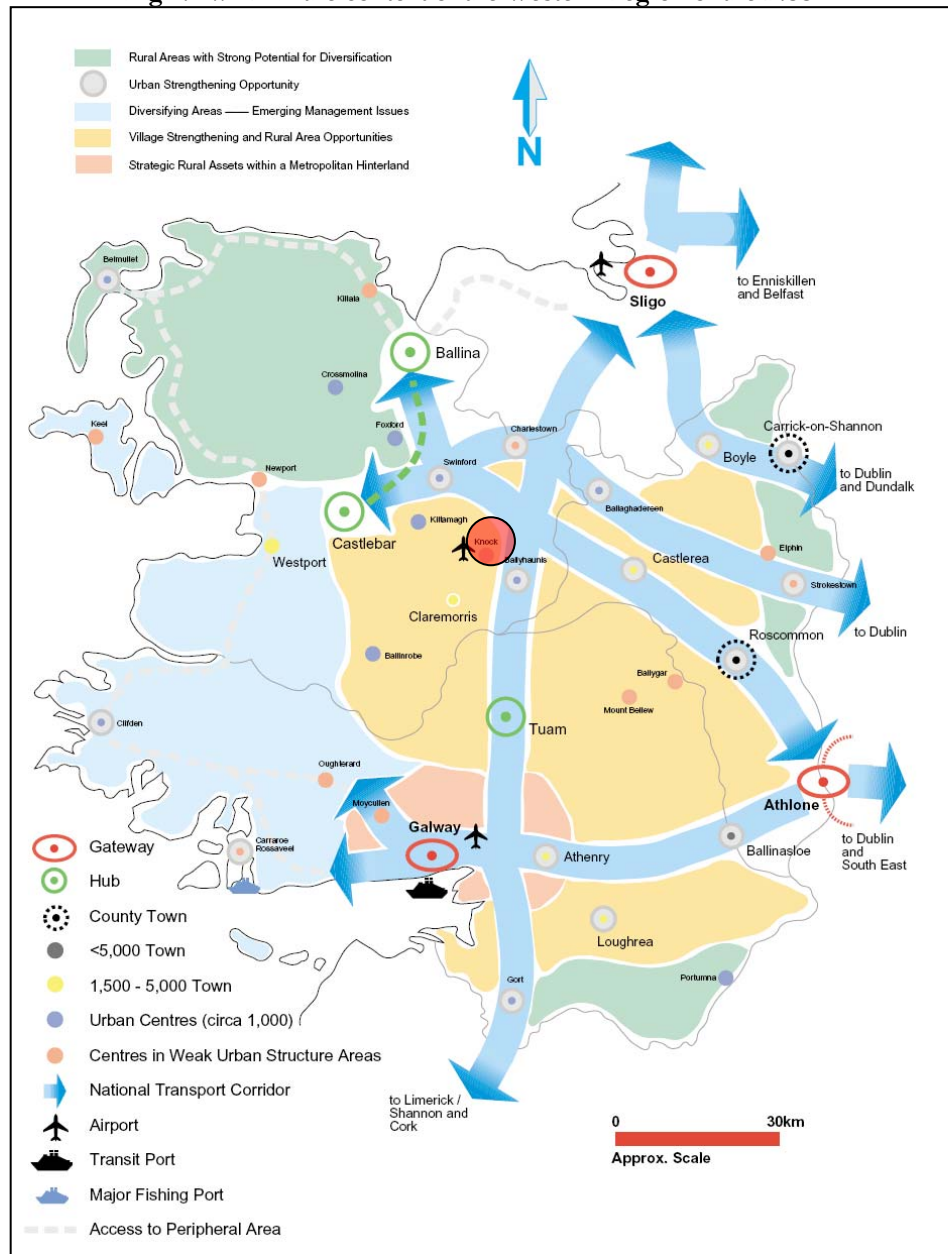 Rural Areas with Strong Potential for Diversification
Urban Strengthening Opportunity
Diversifying Areas —— Emerging Management Issues
Village Strengthening and Rural Area Opportunities
Strategic Rural Assets within a Metropolitan Hinterland
N
Belmullet
to Enniskillen
and Belfast
Sligo
Killala
Ballina
Crossmolina
Keel
Foxford
Charlestown
Carrick-on-Shannon
Boyle
Newport
Swinford
to Dublin
and Dundalk
Ballaghadereen
Castlebar
Kiltamagh
Knock
Elphin
Westport
Ballyhaunis
Castlerea
Strokestown
Claremorris
to Dublin
Roscommon
Ballinrobe
Ballygar
Mount Bellew
Clifden
Tuam
Oughterard
Athlone
Moycullen
Galway
to Dublin
and
South East
Carraroe
Rossaveel
Athenry
Ballinasloe
Loughrea
Portumna
Gort
to Limerick /
Shannon and
Cork
Gateway
Hub
County Town
<5,000 Town
1,500 - 5,000 Town
Urban Centres (circa 1,000)
Centres in Weak Urban Structure Areas
National Transport Corridor
Airport
Transit Port
Major Fishing Port
Access to Peripheral Area
0 30km
Approx. Scale